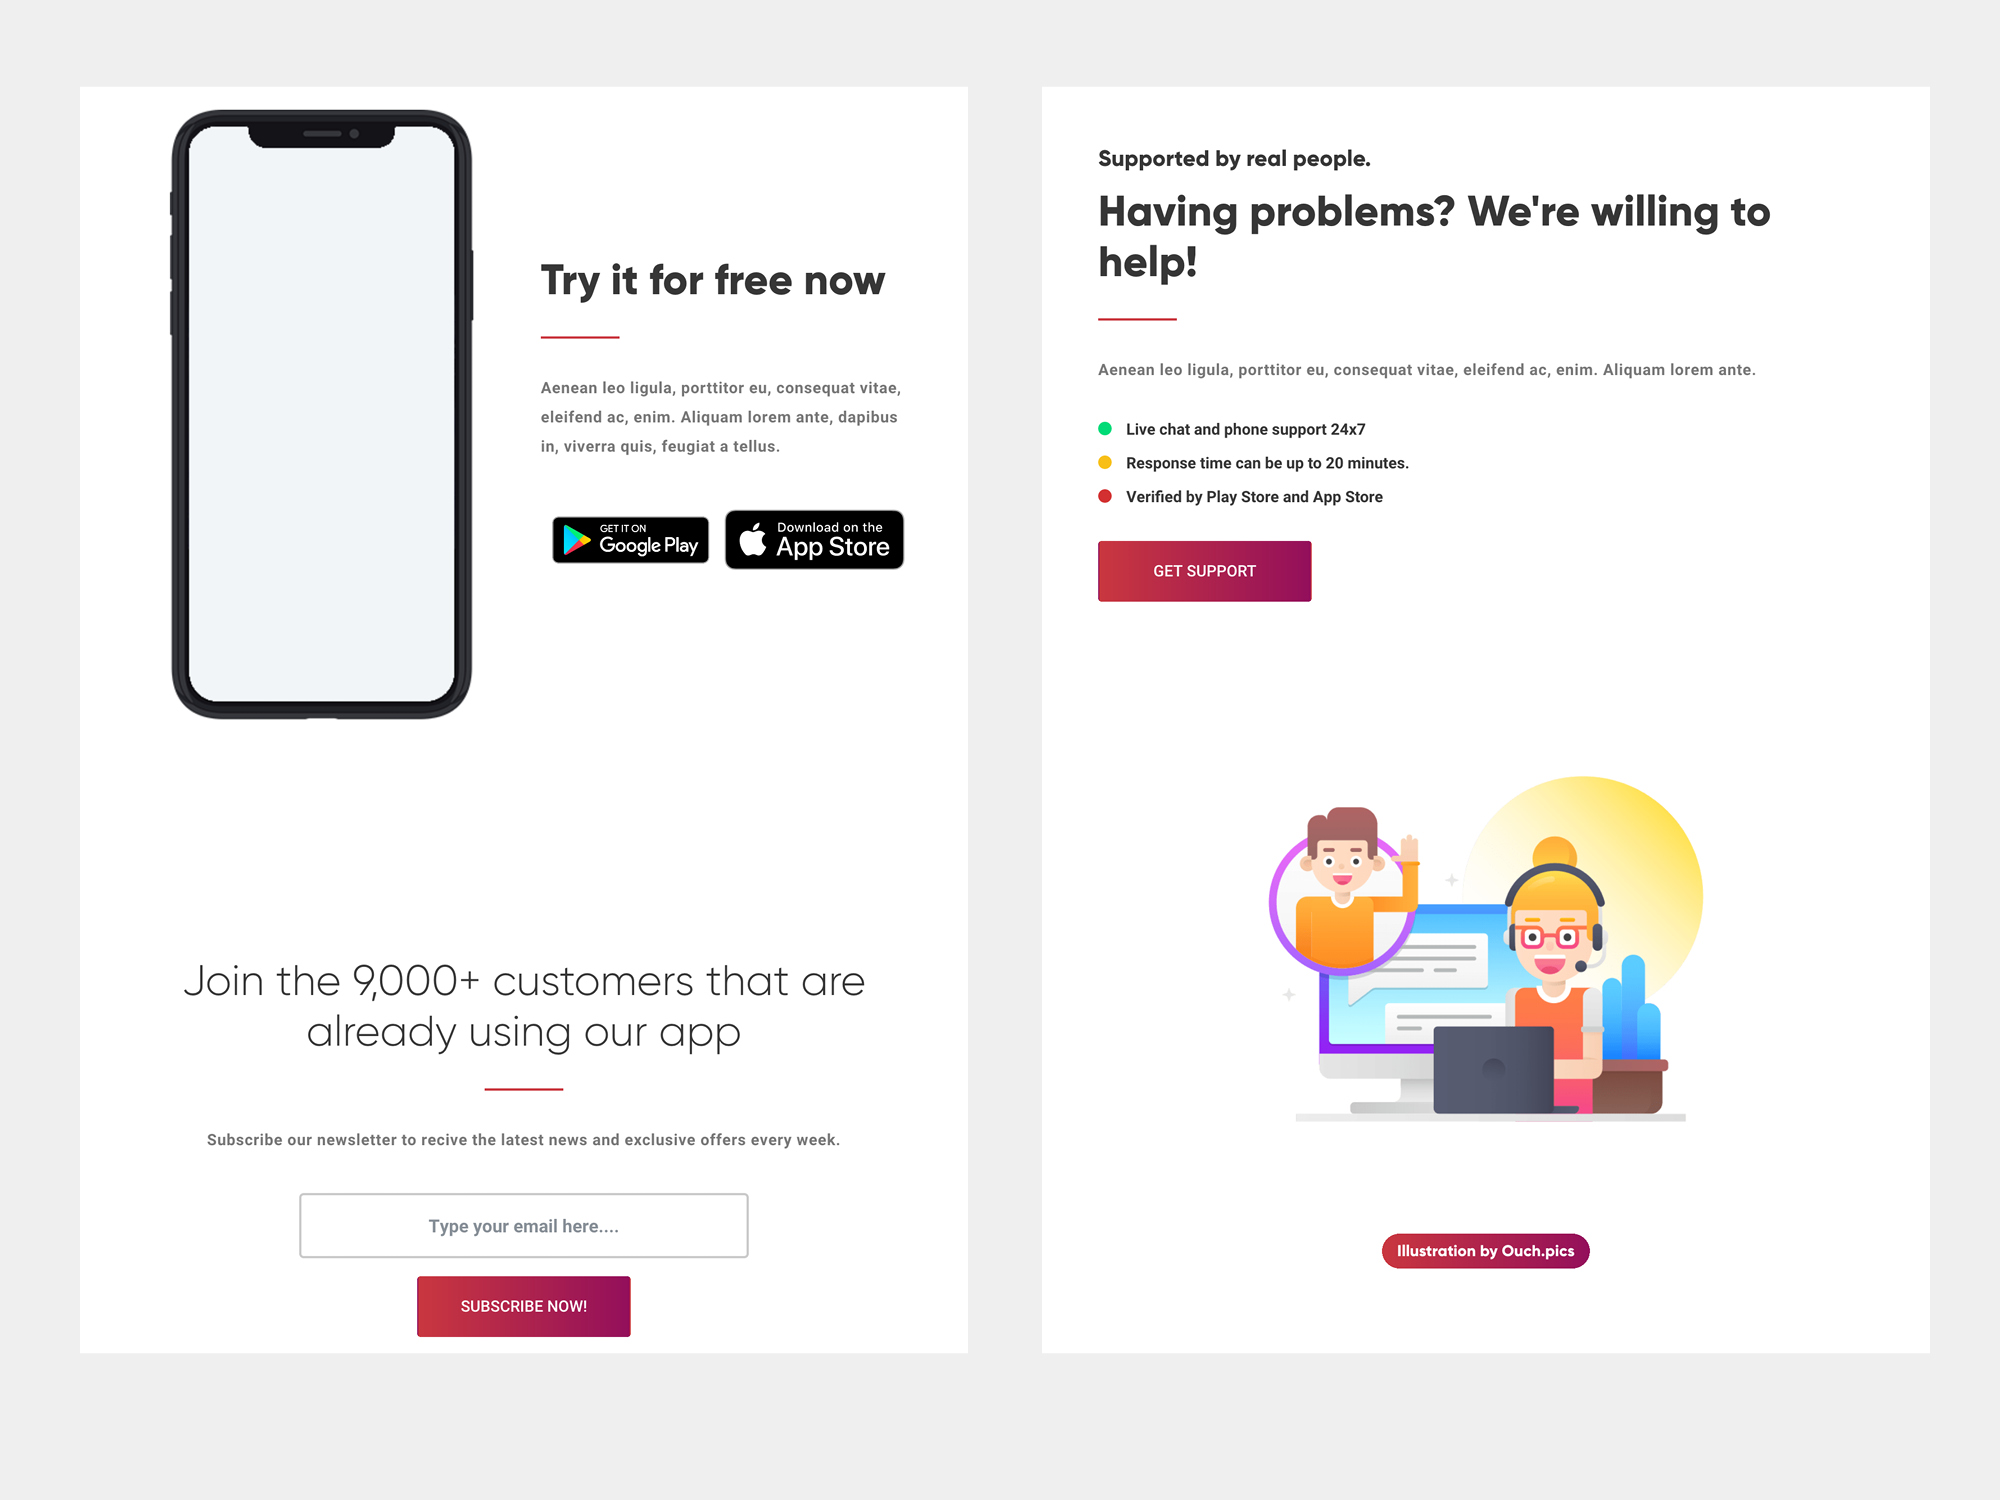 Try it for free now
Aenean leo ligula, porttitor eu, consequat vitae,
eleifend ac, enim. Aliquam lorem ante, dapibus
in, viverra quis, feugiat a tellus.
GET IT ON
Google Play
Download on the
App Store
Join the 9,000+ customers that are
already using our app
Subscribe our newsletter to recive the latest news and exclusive offers every week.
Type your email here....
SUBSCRIBE NOW!
Supported by real people.
Having problems? We're willing to
help!
Aenean leo ligula, porttitor eu, consequat vitae, eleifend ac, enim. Aliquam lorem ante.
Live chat and phone support 24x7
Response time can be up to 20 minutes.
Verified by Play Store and App Store
GET SUPPORT
Illustration by Ouch.pics